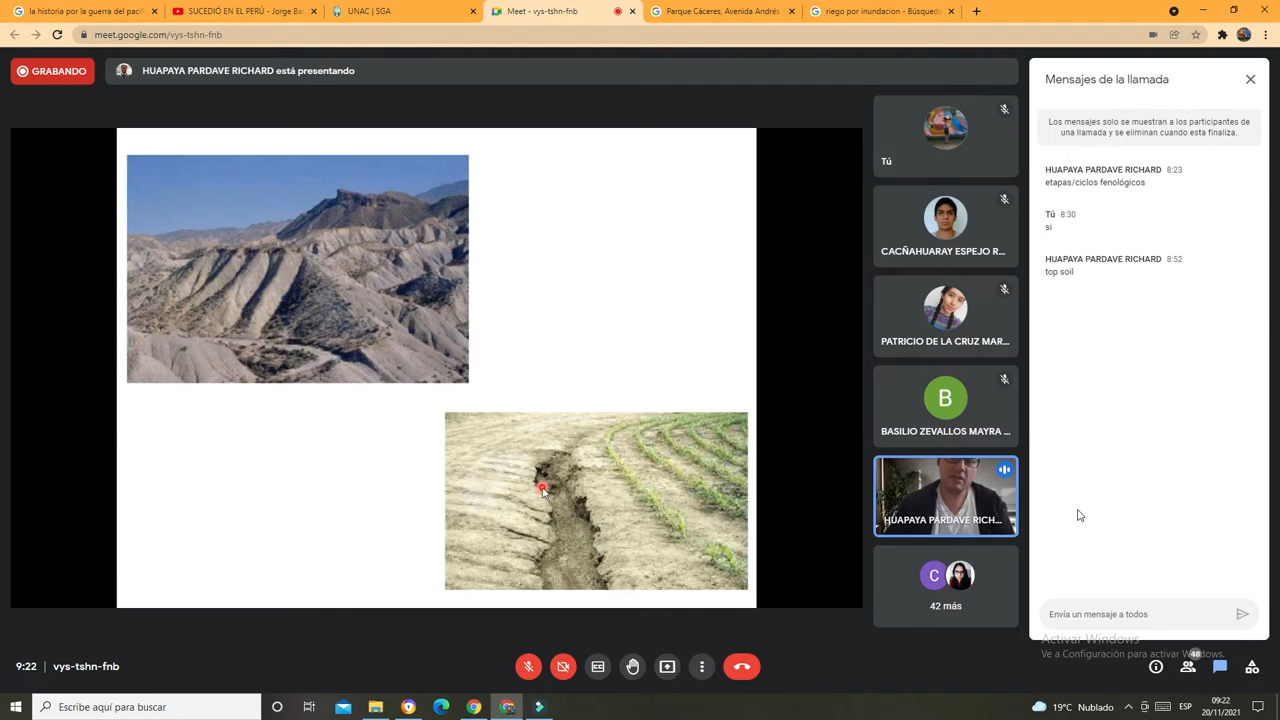 la historia por la guerra del pacíf
SUCEDIÓ EN EL PERÚ - Jorge Ba
UNAC | SGA
Meet - vys-tshn-fnb
Parque Cáceres, Avenida Andrés
riego por inundacion - Búsqued
meet.google.com/vys-tshn-fnb
GRABANDO
HUAPAYA PARDAVE RICHARD está presentando
Tú
CACÑAHUARAY ESPEJO R...
PATRICIO DE LA CRUZ MAR...
B
BASILIO ZEVALLOS MAYRA ...
HUAPAYA PARDAVE RICH...
C
42 más
Mensajes de la llamada
Los mensajes solo se muestran a los participantes de
una llamada y se eliminan cuando esta finaliza.
HUAPAYA PARDAVE RICHARD 8:23
etapas/ciclos fenológicos
Tú 8:30
si
HUAPAYA PARDAVE RICHARD 8:52
top soil
Envía un mensaje a todos
Activar Windows
Ve a Configuración para activar Windows.
9:22 | vys-tshn-fnb
48
Escribe aquí para buscar
19°C Nublado
ESP
09:22
20/11/2021